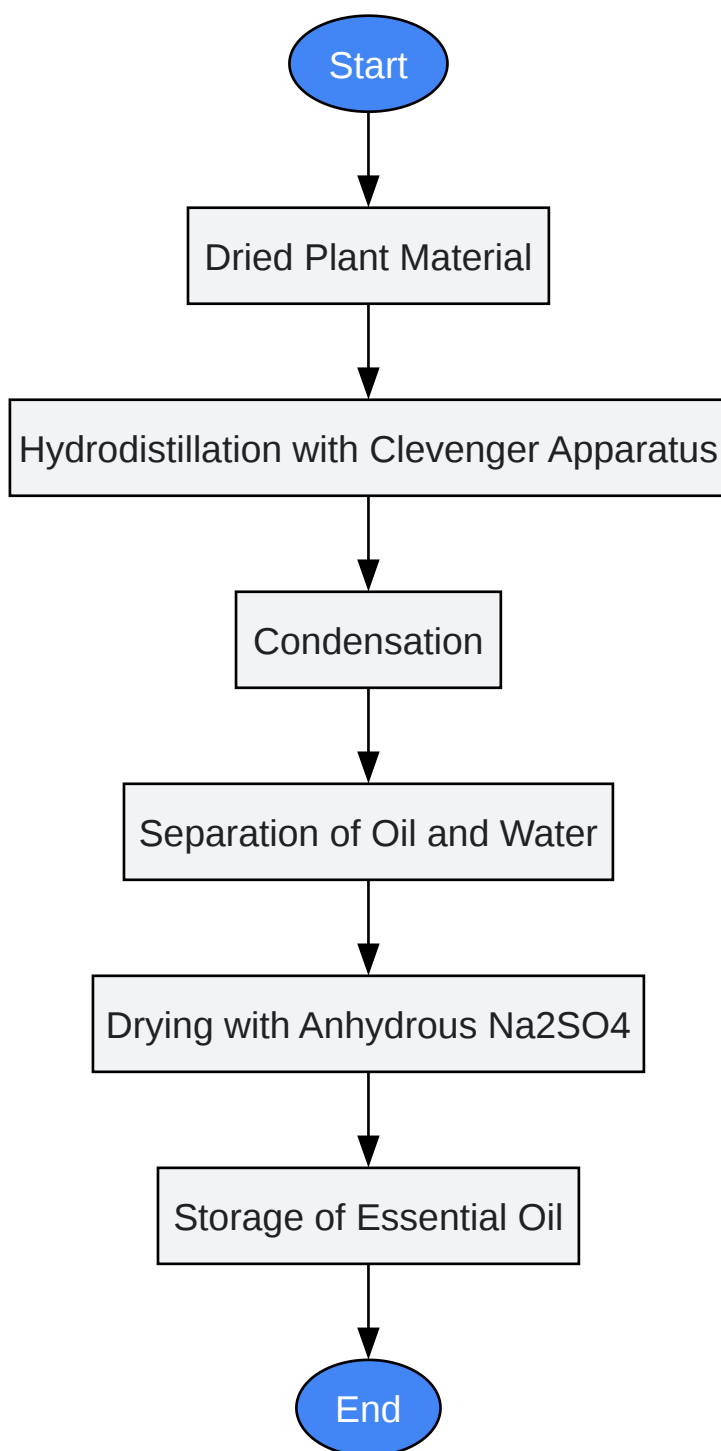 Start
Dried Plant Material
Hydrodistillation with Clevenger Apparatus
Condensation
Separation of Oil and Water
Drying with Anhydrous Na2SO4
Storage of Essential Oil
End